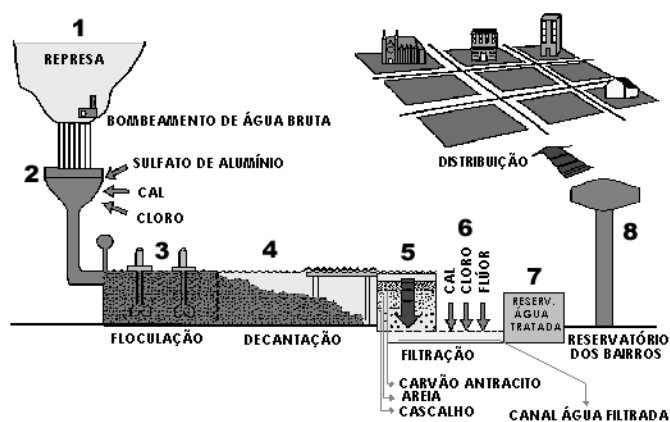 1
REPRESA
BOMBEAMENTO DE ÁGUA BRUTA
2
SULFATO DE ALUMÍNIO
CAL
CLORO
3
4
5
6
CAL
CLORO
FLÚOR
7
RESERV.
ÁGUA
TRATADA
8
DISTRIBUIÇÃO
FLOCULAÇÃO
DECANTAÇÃO
FILTRAÇÃO
RESERVATÓRIO
DOS BAIRROS
CARVÃO ANTRACITO
AREIA
CASCALHO
CANAL ÁGUA FILTRADA